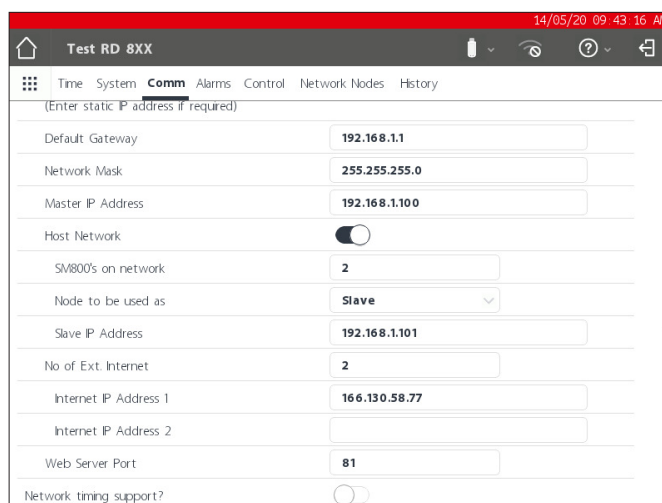 14/05/20 09:43:16 AM
Test RD 8XX
Time System Comm Alarms Control Network Nodes History
(Enter static IP address if required)
Default Gateway 192.168.1.1
Network Mask 255.255.255.0
Master IP Address 192.168.1.100
Host Network
SM800's on network 2
Node to be used as Slave
Slave IP Address 192.168.1.101
No of Ext. Internet 2
Internet IP Address 1 166.130.58.77
Internet IP Address 2
Web Server Port 81
Network timing support?